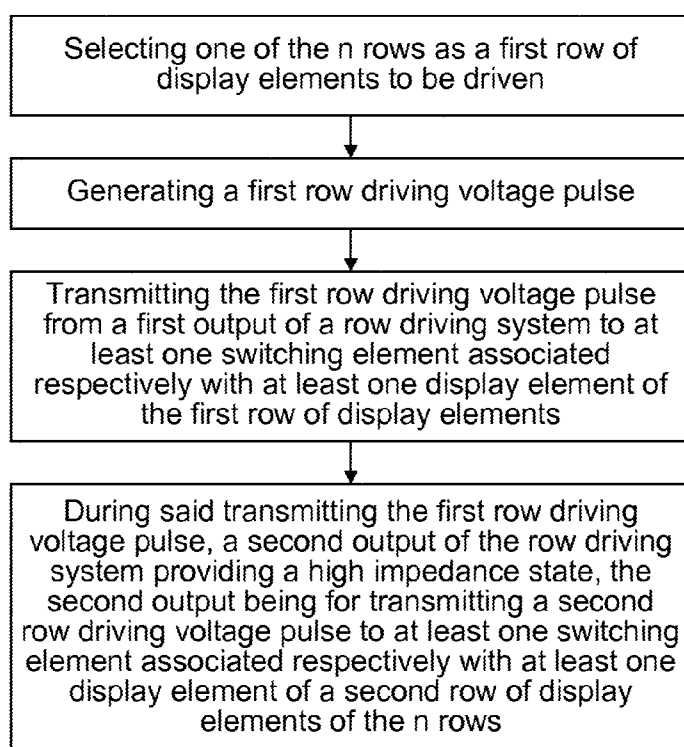 Selecting one of the n rows as a first row of
display elements to be driven
Generating a first row driving voltage pulse
Transmitting the first row driving voltage pulse
from a first output of a row driving system to at
least one switching element associated
respectively with at least one display element of
the first row of display elements
During said transmitting the first row driving
voltage pulse, a second output of the row driving
system providing a high impedance state, the
second output being for transmitting a second
row driving voltage pulse to at least one switching
element associated respectively with at least one
display element of a second row of display
elements of the n rows